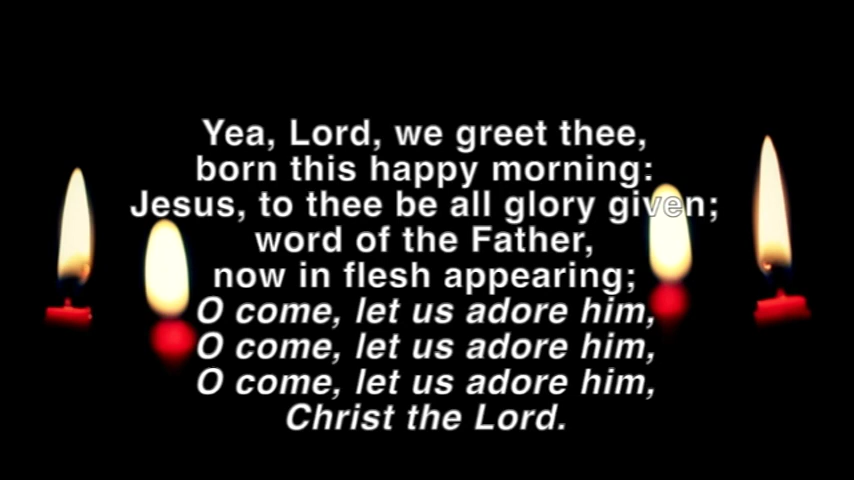 Yea, Lord, we greet thee,
born this happy morning:
Jesus, to thee be all glory given;
word of the Father,
now in flesh appearing;
O come, let us adore him,
O come, let us adore him,
O come, let us adore him,
Christ the Lord.